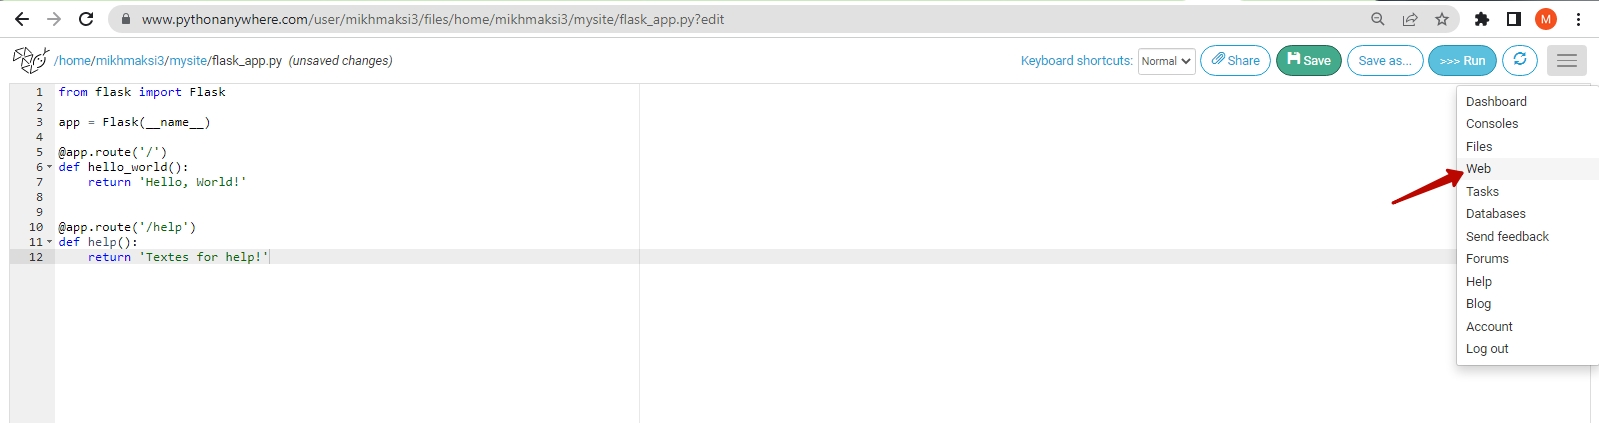 www.pythonanywhere.com/user/mikhmaksi3/files/home/mikhmaksi3/mysite/flask_app.py?edit
M
/home/mikhmaksi3/mysite/flask_app.py (unsaved changes)
Keyboard shortcuts: Normal Share Save Save as... >>> Run
1 from flask import Flask
2
3 app = Flask(__name__)
4
5 @app.route('/')
6 def hello_world():
7 return 'Hello, World!'
8
9
10 @app.route('/help')
11 def help():
12 return 'Textes for help!'
Dashboard
Consoles
Files
Web
Tasks
Databases
Send feedback
Forums
Help
Blog
Account
Log out